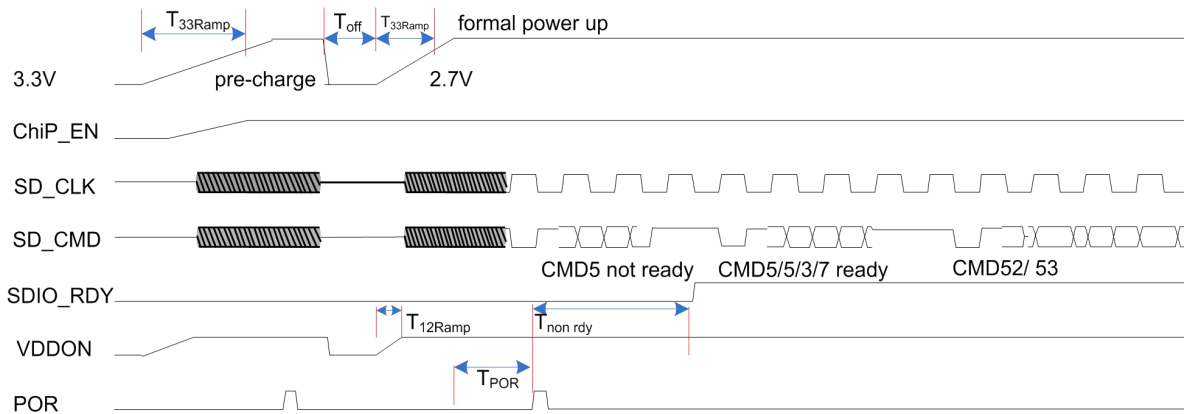 T33Ramp Toff T33Ramp formal power up
3.3V pre-charge 2.7V
ChiP_EN
SD_CLK
SD_CMD
CMD5 not ready CMD5/5/3/7 ready CMD52/ 53
SDIO_RDY
T12Ramp Tnon rdy
VDDON
TPOR
POR